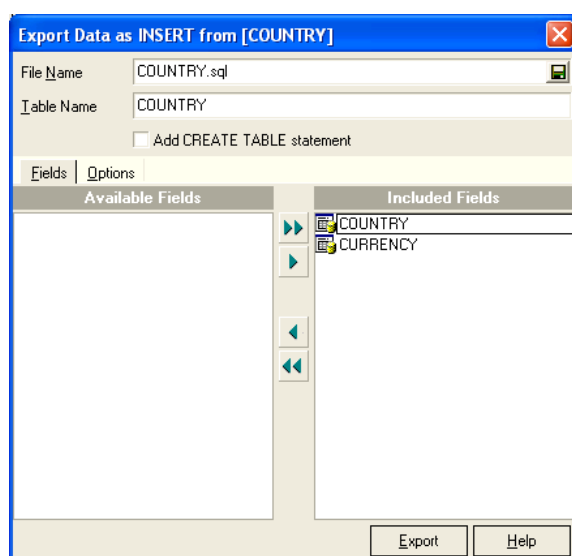 Export Data as INSERT from [COUNTRY]
File Name COUNTRY.sql
Table Name COUNTRY
Add CREATE TABLE statement
Fields Options
Available Fields Included Fields
COUNTRY
CURRENCY
Export Help